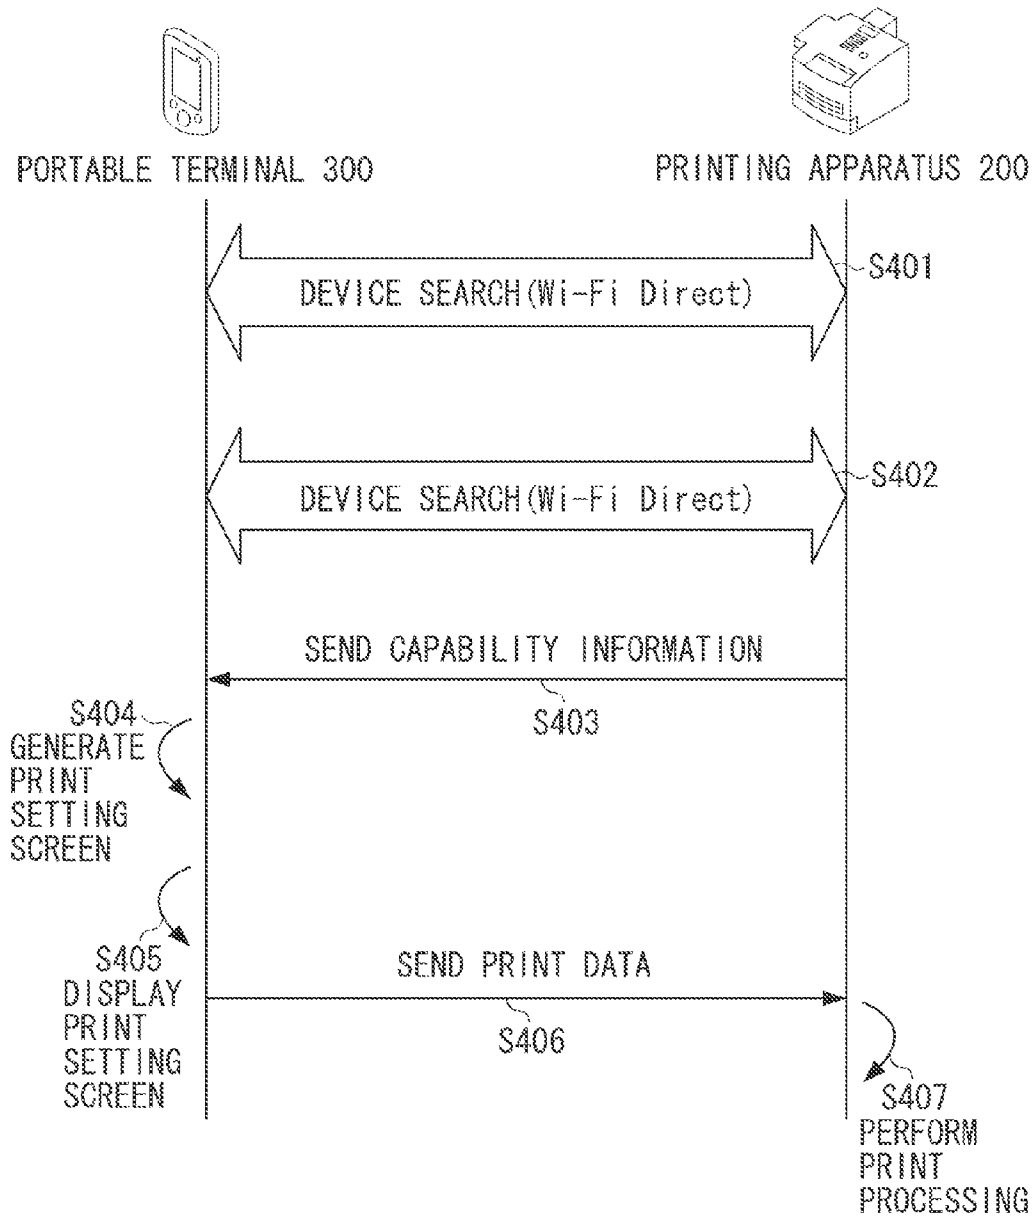 PORTABLE TERMINAL 300
PRINTING APPARATUS 200
S401
DEVICE SEARCH(Wi-Fi Direct)
S402
DEVICE SEARCH(Wi-Fi Direct)
SEND CAPABILITY INFORMATION
S403
S404
GENERATE
PRINT
SETTING
SCREEN
S405
DISPLAY
PRINT
SETTING
SCREEN
SEND PRINT DATA
S406
S407
PERFORM
PRINT
PROCESSING